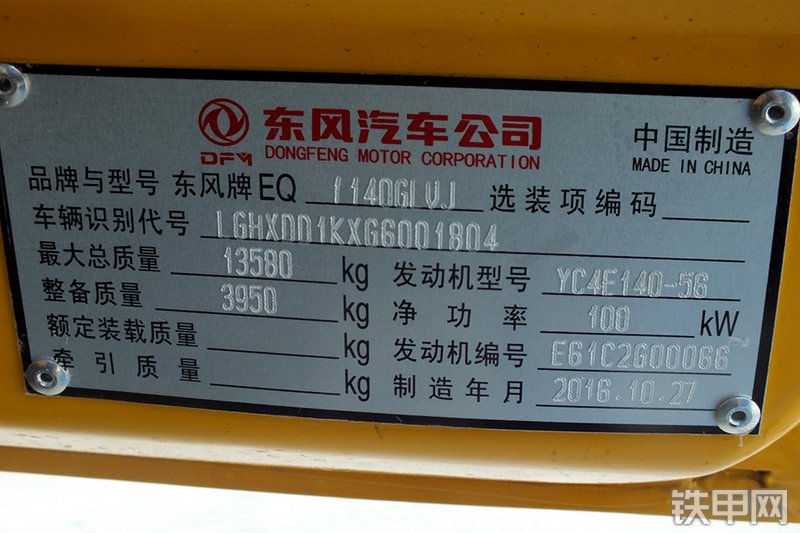 东风汽车公司
DFM DONGFENG MOTOR CORPORATION
中国制造
MADE IN CHINA
品牌与型号 东风牌EQ 1140GLVJ 选装项编码
车辆识别代号 LGHXDD1KXG6001804
最大总质量 13580 kg 发动机型号 YC4E140-56
整备质量 3950 kg 净功率 100 kW
额定装载质量 kg 发动机编号 E61C2G00066
牵引质量 kg 制造年月 2016.10.27
铁甲网